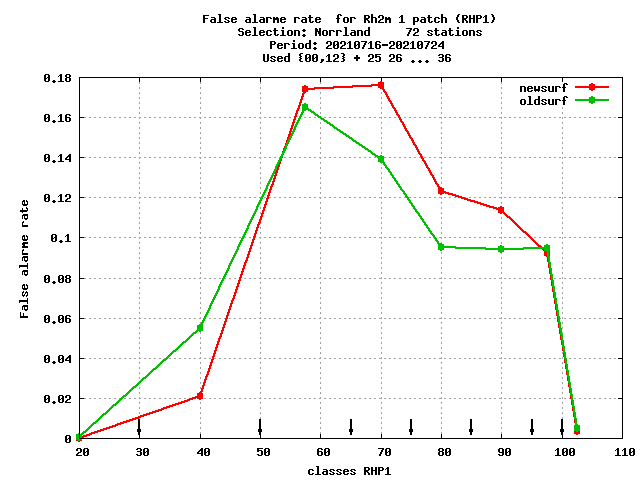 False alarme rate  for Rh2m 1 patch (RHP1)
Selection: Norrland     72 stations
Period: 20210716-20210724
Used {00,12} + 25 26 ... 36
newsurf
oldsurf
0.18
0.16
0.14
0.12
0.1
0.08
0.06
0.04
0.02
0
False alarme rate
20 30 40 50 60 70 80 90 100 110
classes RHP1